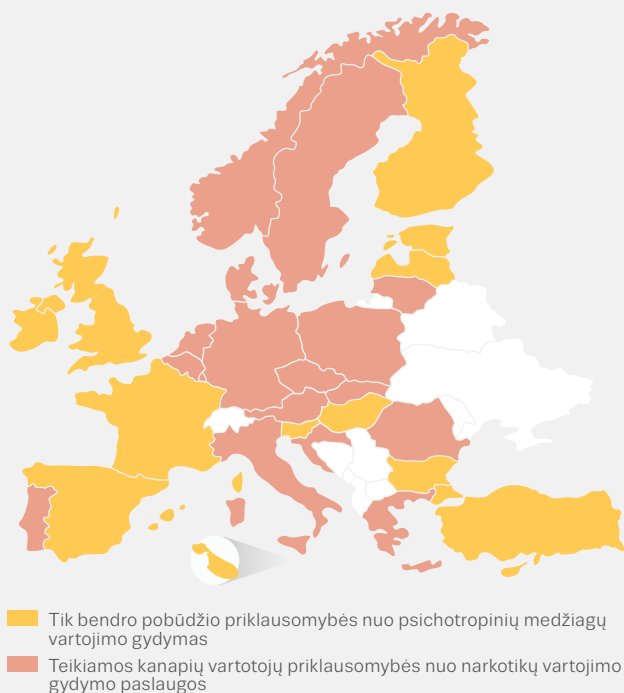 Tik bendro pobūdžio priklausomybės nuo psichotropinių medžiagų
vartojimo gydymas
Teikiamos kanapių vartotojų priklausomybės nuo narkotikų vartojimo
gydymo paslaugos